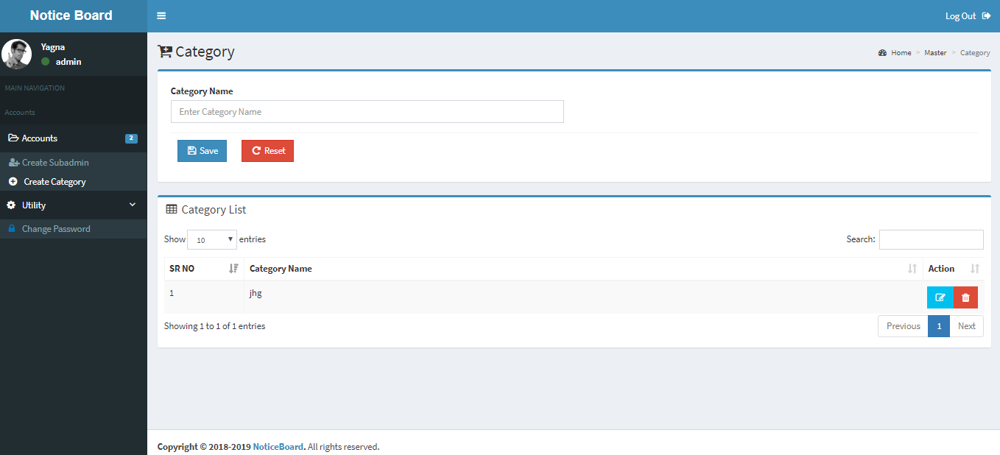 Notice Board
Log Out
Yagna
admin
MAIN NAVIGATION
Accounts
Accounts 2
Create Subadmin
Create Category
Utility
Change Password
Category
Home > Master > Category
Category Name
Enter Category Name
Save Reset
Category List
Show 10 entries Search:
SR NO Category Name Action
1 jhg
Showing 1 to 1 of 1 entries Previous 1 Next
Copyright © 2018-2019 NoticeBoard. All rights reserved.